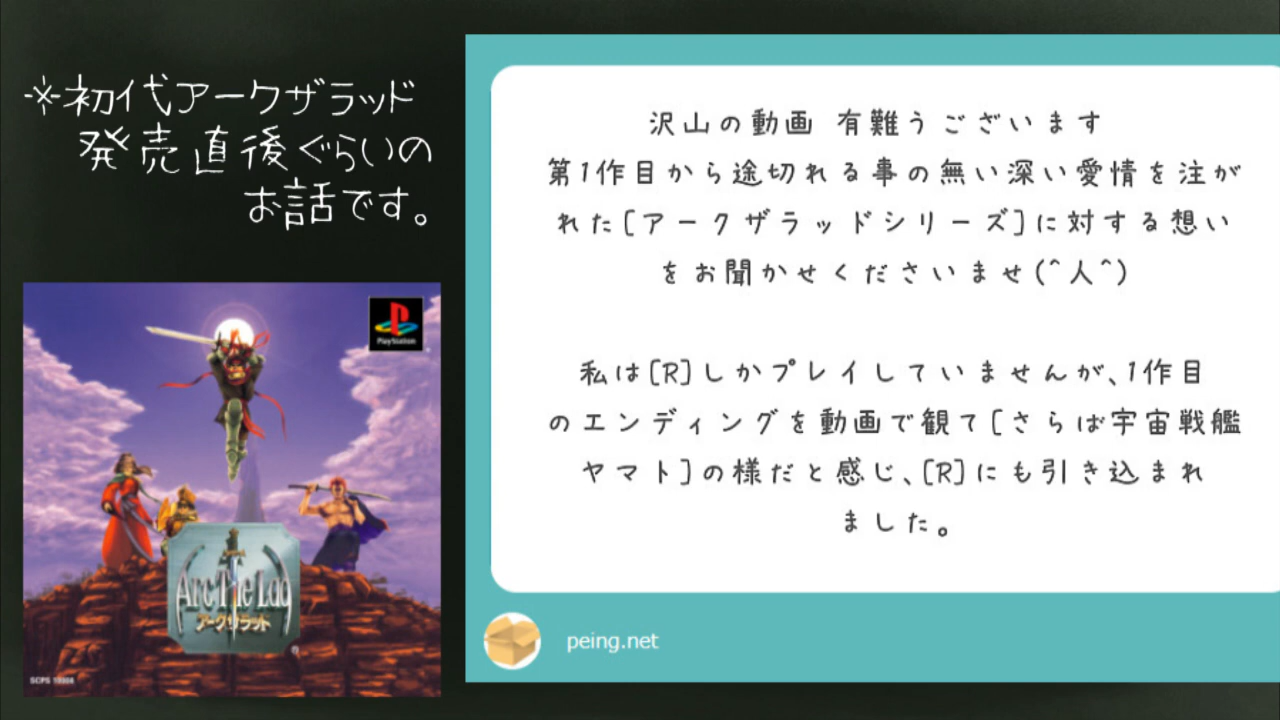 ※初代アークザラッド
発売直後ぐらいの
お話です。
PlayStation
Arc The Lad
アークザラッド
SCPS 10008
沢山の動画 有難うございます
第1作目から途切れる事の無い深い愛情を注が
れた[アークザラッドシリーズ]に対する想い
をお聞かせくださいませ(^人^)
私は[R]しかプレイしていませんが、1作目
のエンディングを動画で観て[さらば宇宙戦艦
ヤマト]の様だと感じ、[R]にも引き込まれ
ました。
peing.net